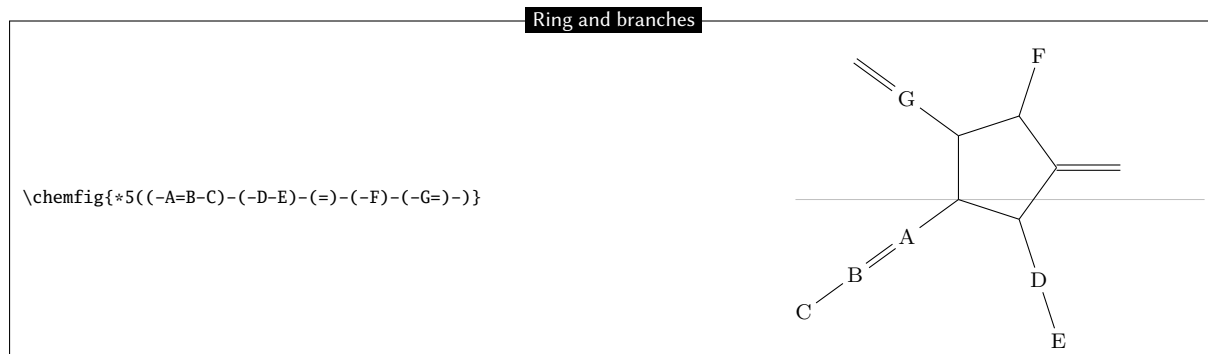 Ring and branches
\chemfig{*5((-A=B-C)-(-D-E)-(=)-(-F)-(-G=)-)}
F
G
A
B
C
D
E